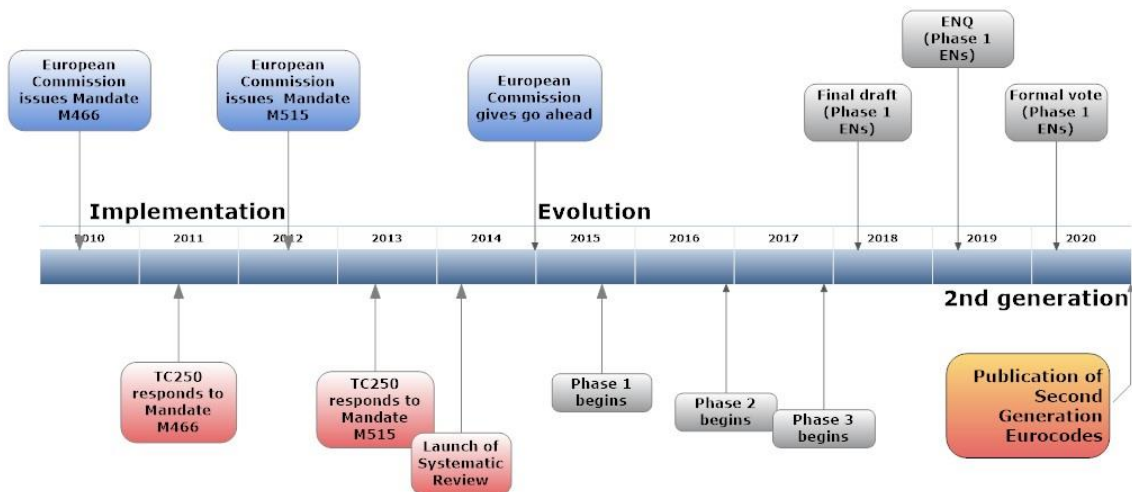 European
Commission
issues Mandate
M466
European
Commission
issues Mandate
M515
European
Commission
gives go ahead
Final draft
(Phase 1
ENs)
ENQ
(Phase 1
ENs)
Formal vote
(Phase 1
ENs)
Implementation
Evolution
2010 2011 2012 2013 2014 2015 2016 2017 2018 2019 2020
2nd generation
TC250
responds to
Mandate
M466
TC250
responds to
Mandate
M515
Launch of
Systematic
Review
Phase 1
begins
Phase 2
begins
Phase 3
begins
Publication of
Second
Generation
Eurocodes